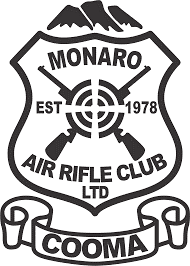 MONARO
EST 1978
AIR RIFLE CLUB
LTD
COOMA